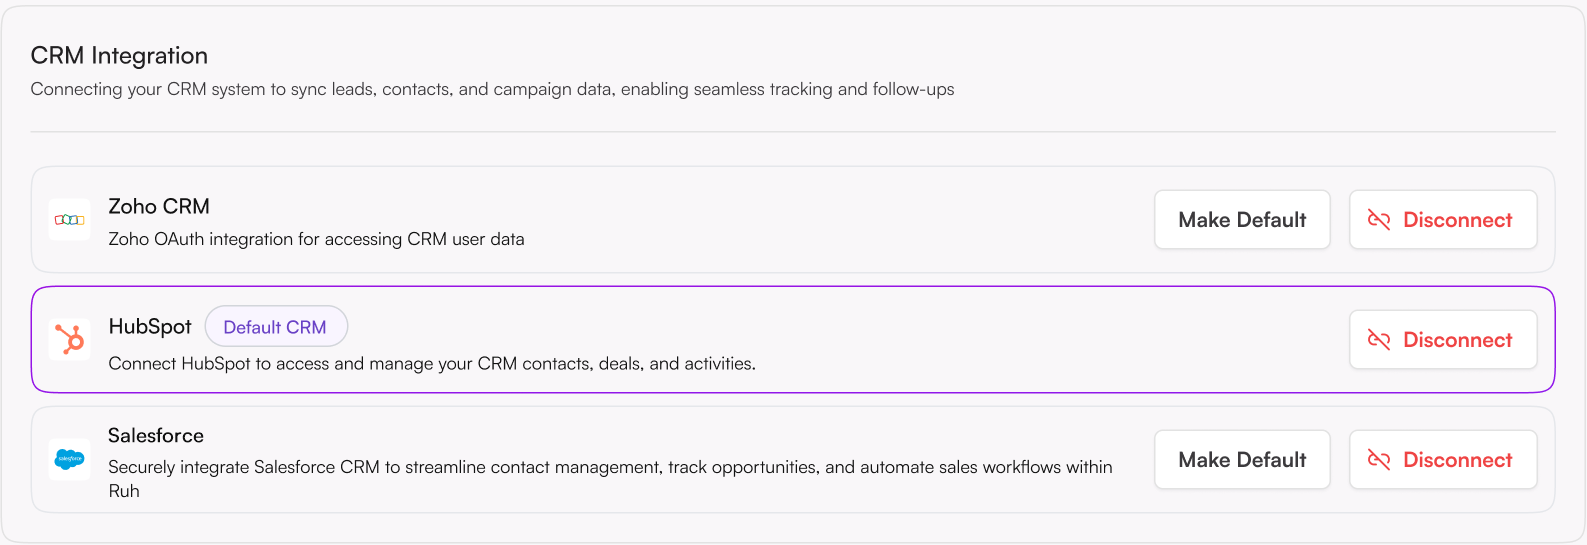 CRM Integration
Connecting your CRM system to sync leads, contacts, and campaign data, enabling seamless tracking and follow-ups
Zoho CRM
Zoho OAuth integration for accessing CRM user data
Make Default
Disconnect
HubSpot
Default CRM
Connect HubSpot to access and manage your CRM contacts, deals, and activities.
Disconnect
salesforce
Salesforce
Securely integrate Salesforce CRM to streamline contact management, track opportunities, and automate sales workflows within
Ruh
Make Default
Disconnect